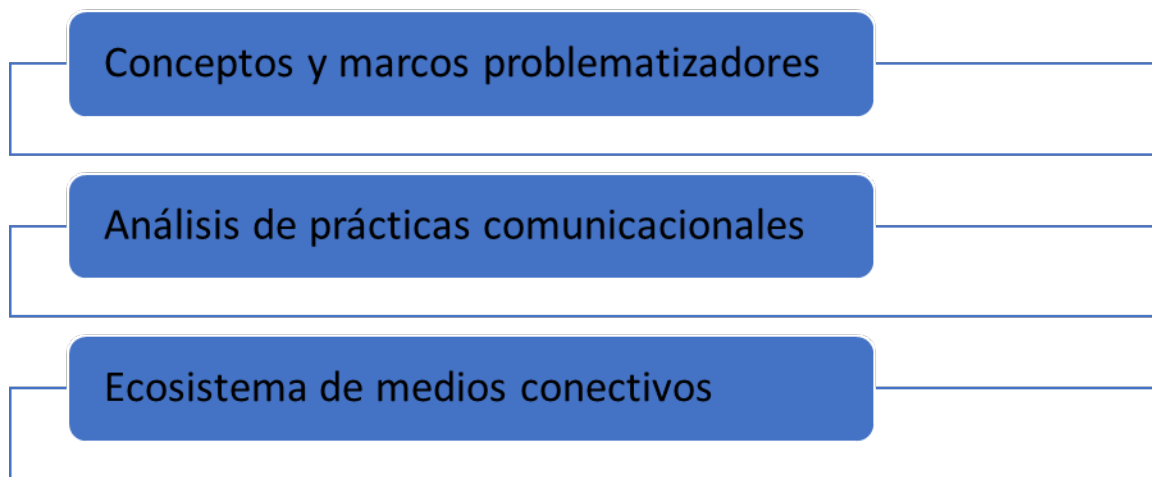 Conceptos y marcos problematizadores
Análisis de prácticas comunicacionales
Ecosistema de medios conectivos